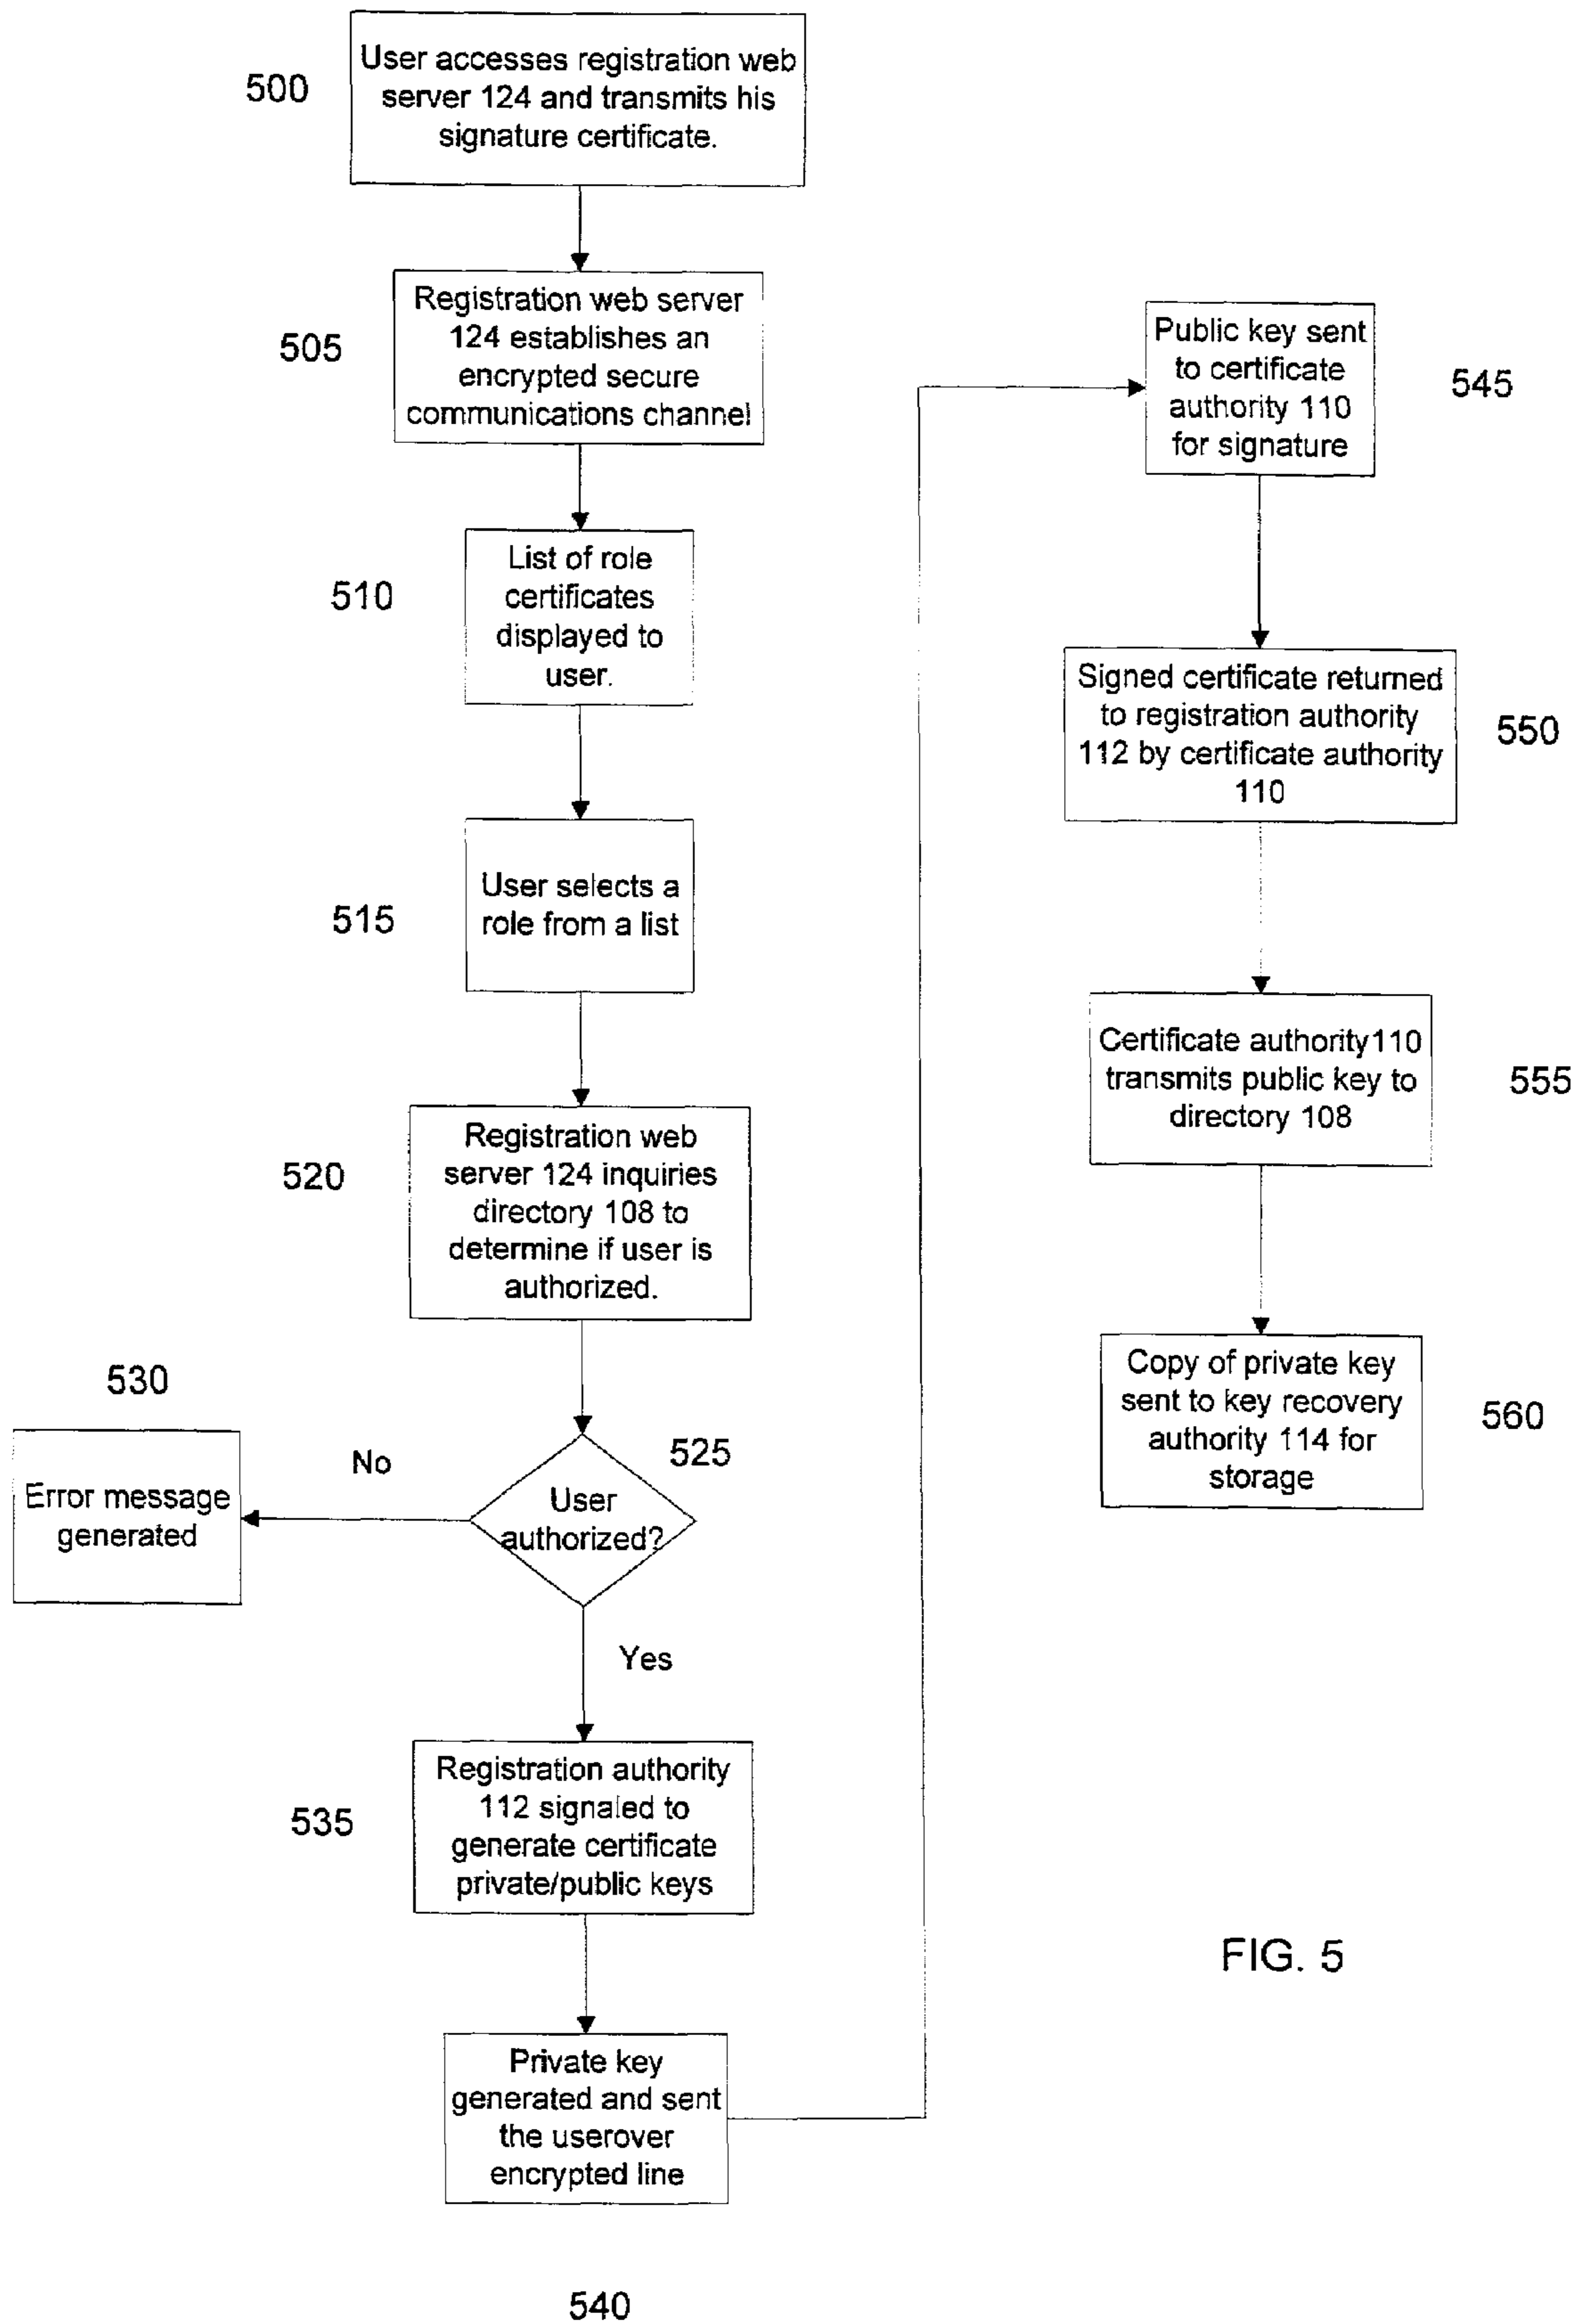 500
User accesses registration web
server 124 and transmits his
signature certificate.
505
Registration web server
124 establishes an
encrypted secure
communications channel
510
List of role
certificates
displayed to
user.
515
User selects a
role from a list
520
Registration web
server 124 inquiries
directory 108 to
determine if user is
authorized.
525
User
authorized?
No
530
Error message
generated
Yes
535
Registration authority
112 signaled to
generate certificate
private/public keys
Private key
generated and sent
the userover
encrypted line
540
Public key sent
to certificate
authority 110
for signature
545
Signed certificate returned
to registration authority
112 by certificate authority
110
550
Certificate authority110
transmits public key to
directory 108
555
Copy of private key
sent to key recovery
authority 114 for
storage
560
FIG. 5